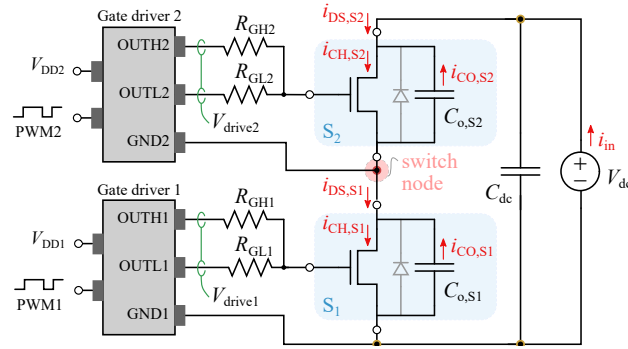 Gate driver 2
OUTH2
OUTL2
GND2
V_DD2
PWM2
R_GH2
R_GL2
V_drive2
i_DS,S2
i_CH,S2
i_CO,S2
C_o,S2
S_2
switch
node
i_DS,S1
Gate driver 1
OUTH1
OUTL1
GND1
V_DD1
PWM1
R_GH1
R_GL1
V_drive1
i_CH,S1
i_CO,S1
C_o,S1
S_1
C_dc
i_in
+
−